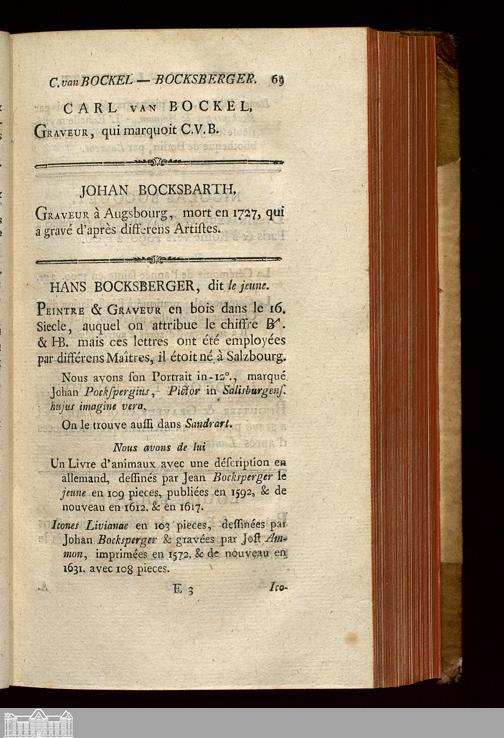 C. van BOCKEL — BOCKSBERGER. 69
CARL VAN BOCKEL,
GRAVEUR, qui marquoit C.V.B.
JOHAN BOCKSBARTH,
GRAVEUR à Augsbourg, mort en 1727, qui
a gravé d'après differens Artistes.
HANS BOCKSBERGER, dit le jeune.
PEINTRE & GRAVEUR en bois dans le 16.
Siecle, auquel on attribue le chiffre
& HB. mais ces lettres ont été employées
par différens Maitres, il étoit né à Salzbourg.
Nous avons son Portrait in-12°., marqué
Johan Pockspergius, Pictor in Salisburgens.
hujus imagine vera.
On le trouve aussi dans Sandrart.
Nous avons de lui
Un Livre d'animaux avec une déscription en
allemand, dessinés par Jean Bocksperger le
jeune en 109 pieces, publiées en 1592, & de
nouveau en 1612. & en 1617.
Icones Livianae en 103 pieces, dessinées par
Johan Bocksperger & gravées par Jost Am-
mon, imprimées en 1572. & de nouveau en
1631. avec 108 pieces.
E 3 Ico-